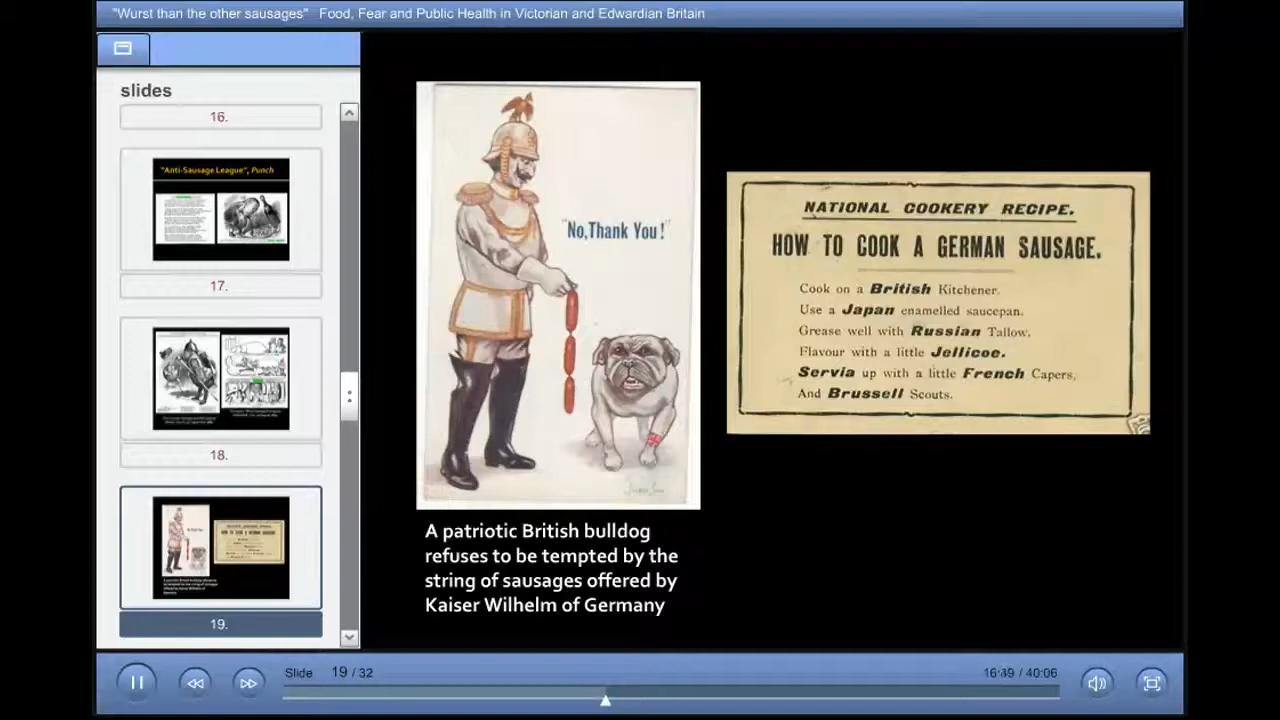 "Wurst than the other sausages" Food, Fear and Public Health in Victorian and Edwardian Britain
slides
16.
"Anti-Sausage League", Punch
17.
18.
19.
"No, Thank You!"
A patriotic British bulldog
refuses to be tempted by the
string of sausages offered by
Kaiser Wilhelm of Germany
NATIONAL COOKERY RECIPE.
HOW TO COOK A GERMAN SAUSAGE.
Cook on a British Kitchener.
Use a Japan enamelled saucepan.
Grease well with Russian Tallow.
Flavour with a little Jellicoe.
Servia up with a little French Capers,
And Brussell Scouts.
Slide 19 / 32
16:49 / 40:06